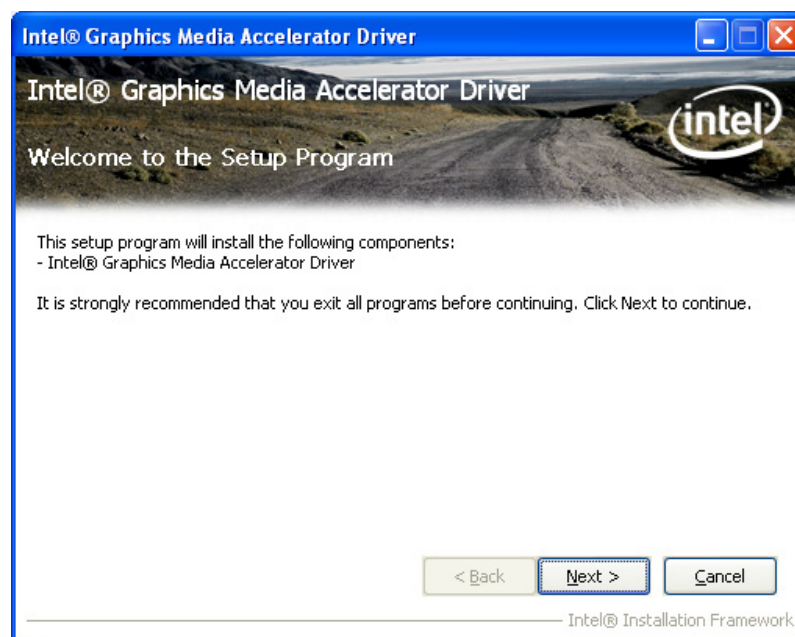 Intel® Graphics Media Accelerator Driver
Intel® Graphics Media Accelerator Driver
intel
Welcome to the Setup Program
This setup program will install the following components:
- Intel® Graphics Media Accelerator Driver
It is strongly recommended that you exit all programs before continuing. Click Next to continue.
< Back Next > Cancel
Intel® Installation Framework